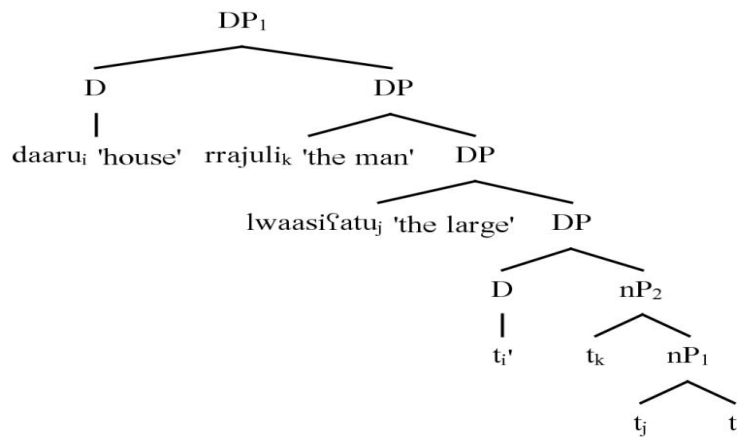 DP₁
D DP
daaruᵢ 'house' rrajuliₖ 'the man' DP
lwaasiʕatuⱼ 'the large' DP
D nP₂
tᵢ' tₖ nP₁
tⱼ t